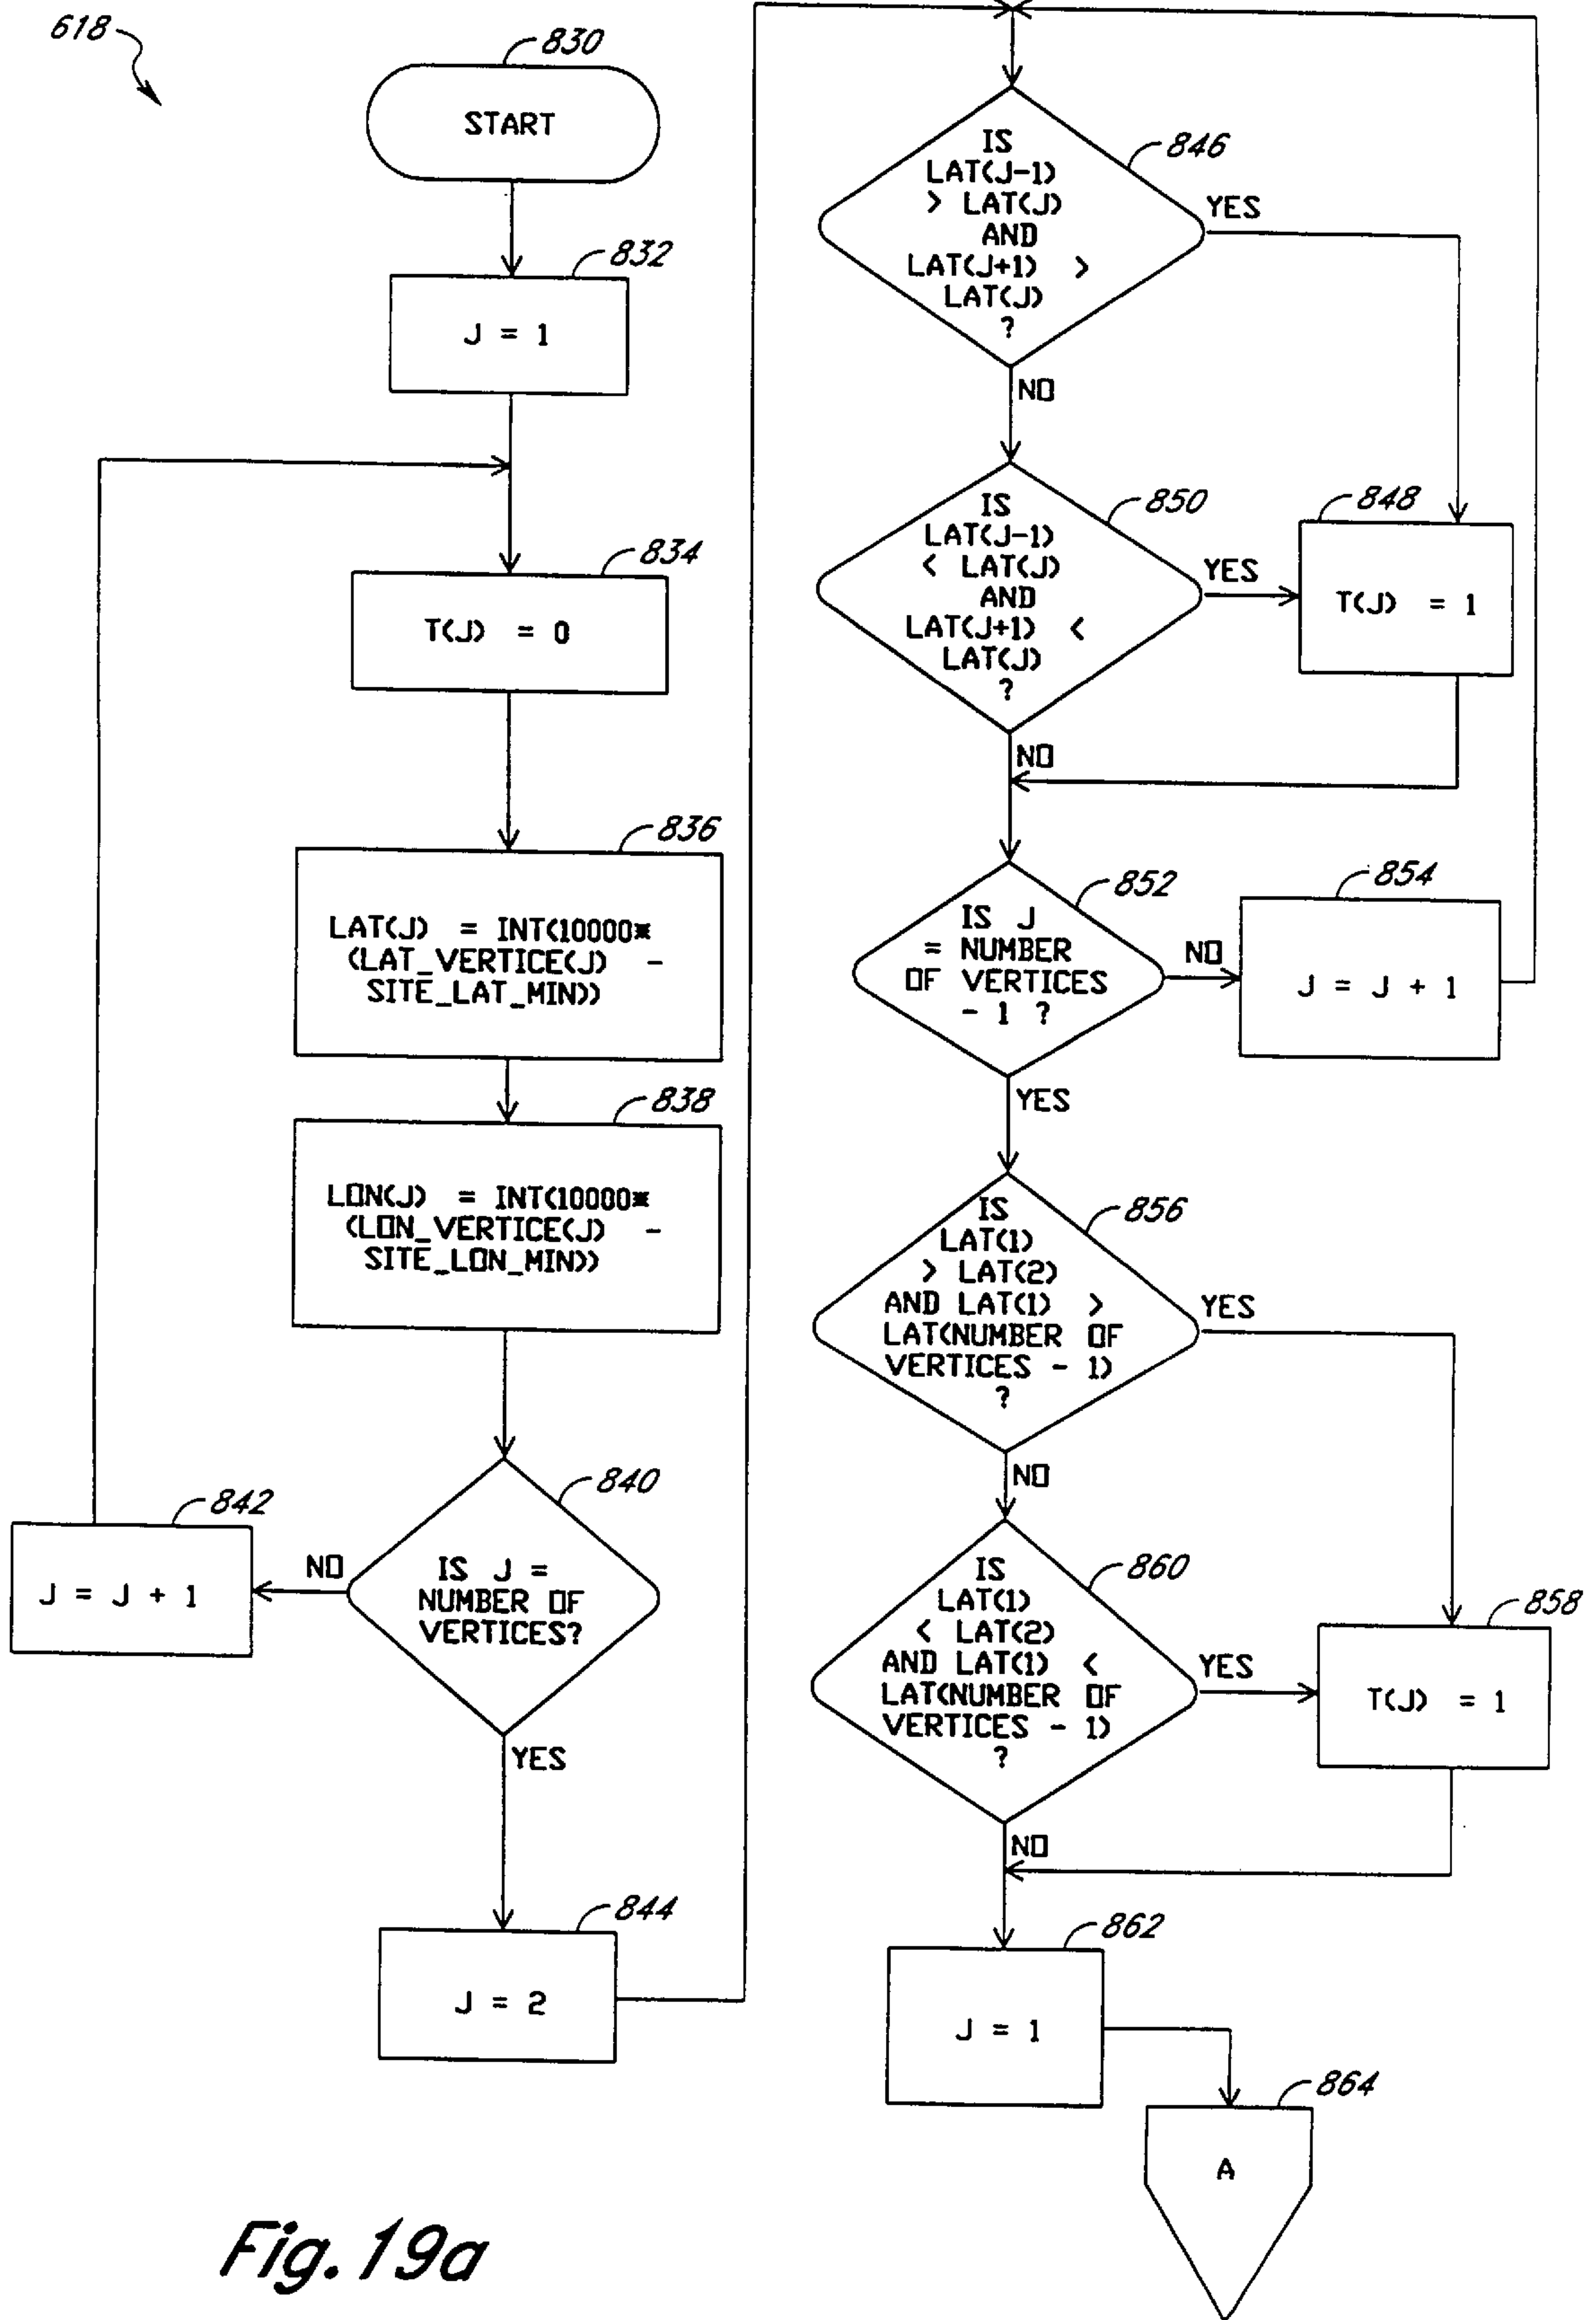 618
830
START
832
J = 1
834
T(J) = 0
836
LAT(J) = INT(10000*
(LAT_VERTICE(J) -
SITE_LAT_MIN))
838
LON(J) = INT(10000*
(LON_VERTICE(J) -
SITE_LON_MIN))
840
IS J =
NUMBER OF
VERTICES?
NO
842
J = J + 1
YES
844
J = 2
846
IS
LAT(J-1)
> LAT(J)
AND
LAT(J+1) >
LAT(J)
?
YES
NO
850
IS
LAT(J-1)
< LAT(J)
AND
LAT(J+1) <
LAT(J)
?
YES
848
T(J) = 1
NO
852
IS J
= NUMBER
OF VERTICES
- 1 ?
NO
854
J = J + 1
YES
856
IS
LAT(1)
> LAT(2)
AND LAT(1) >
LAT(NUMBER OF
VERTICES - 1)
?
YES
NO
860
IS
LAT(1)
< LAT(2)
AND LAT(1) <
LAT(NUMBER OF
VERTICES - 1)
?
YES
858
T(J) = 1
NO
862
J = 1
864
A
Fig. 19a